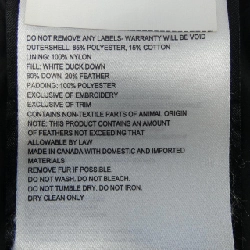 DO NOT REMOVE ANY LABELS- WARRANTY WILL BE VOID
OUTERSHELL: 85% POLYESTER, 15% COTTON
LINING: 100% NYLON
FILL: WHITE DUCK DOWN
80% DOWN, 20% FEATHER
PADDING: 100% POLYESTER
EXCLUSIVE OF EMBROIDERY
EXCLUSIVE OF TRIM
CONTAINS NON-TEXTILE PARTS OF ANIMAL ORIGIN
NOTE: THIS PRODUCT CONTAINS AN AMOUNT
OF FEATHERS NOT EXCEEDING THAT
ALLOWABLE BY LAW
MADE IN CANADA WITH DOMESTIC AND IMPORTED
MATERIALS
REMOVE FUR IF POSSIBLE.
DO NOT WASH. DO NOT BLEACH.
DO NOT TUMBLE DRY. DO NOT IRON.
DRY CLEAN ONLY